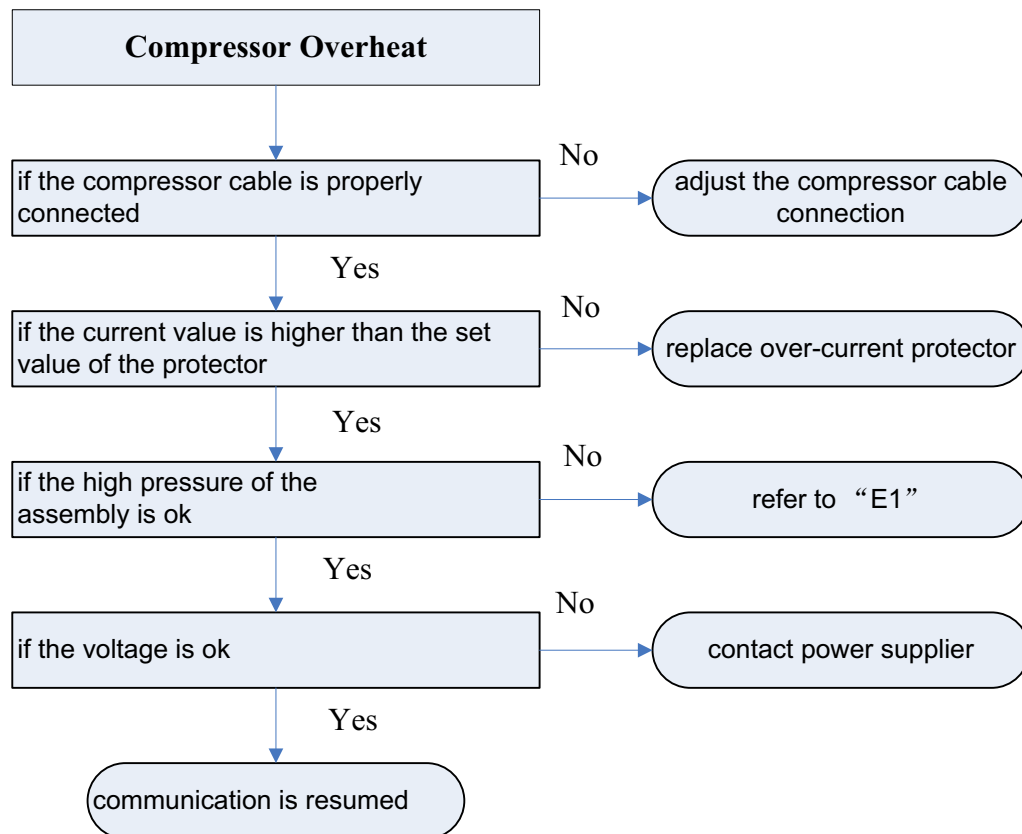 Compressor Overheat
No
if the compressor cable is properly
connected
adjust the compressor cable
connection
Yes
No
if the current value is higher than the set
value of the protector
replace over-current protector
Yes
No
if the high pressure of the
assembly is ok
refer to “E1”
Yes
No
if the voltage is ok
contact power supplier
Yes
communication is resumed